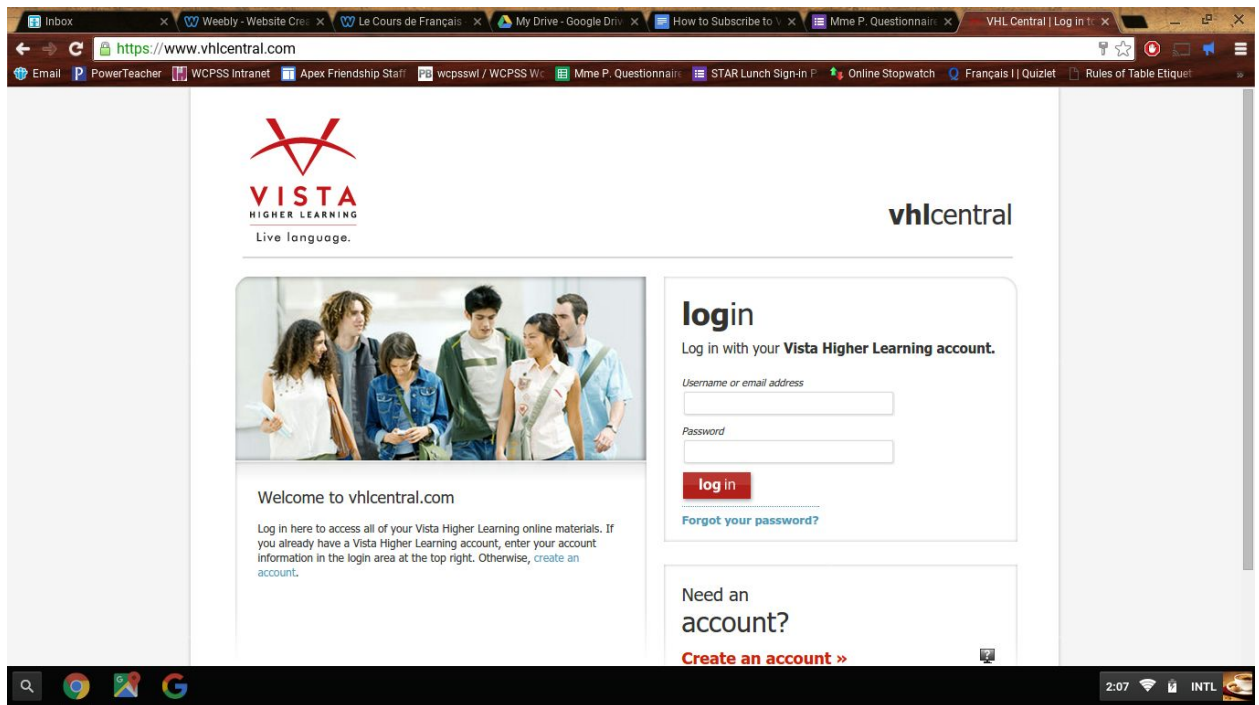 Inbox
Weebly - Website Crea
Le Cours de Français -
My Drive - Google Driv
How to Subscribe to V
Mme P. Questionnaire
VHL Central | Log in to
https://www.vhlcentral.com
Email
PowerTeacher
WCPSS Intranet
Apex Friendship Staff
PB wcpsswl / WCPSS Wo
Mme P. Questionnaire
STAR Lunch Sign-in P
Online Stopwatch
Français I | Quizlet
Rules of Table Etiquet
VISTA
HIGHER LEARNING
Live language.
vhlcentral
login
Log in with your Vista Higher Learning account.
Username or email address
Password
log in
Forgot your password?
Welcome to vhlcentral.com
Log in here to access all of your Vista Higher Learning online materials. If
you already have a Vista Higher Learning account, enter your account
information in the login area at the top right. Otherwise, create an
account.
Need an
account?
Create an account »
2:07
INTL